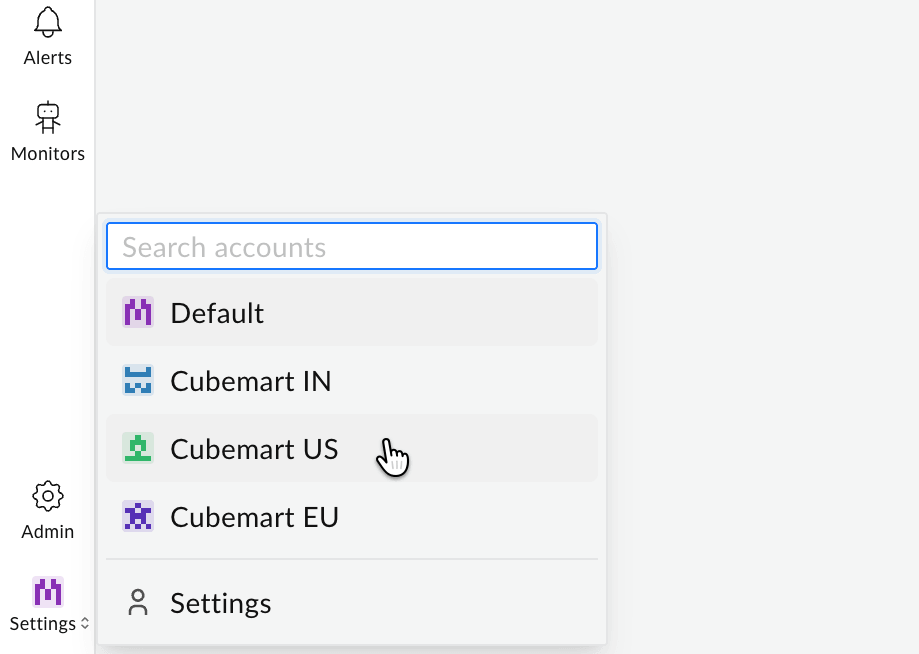 Alerts
Monitors
Search accounts
Default
Cubemart IN
Cubemart US
Cubemart EU
Admin
Settings
Settings